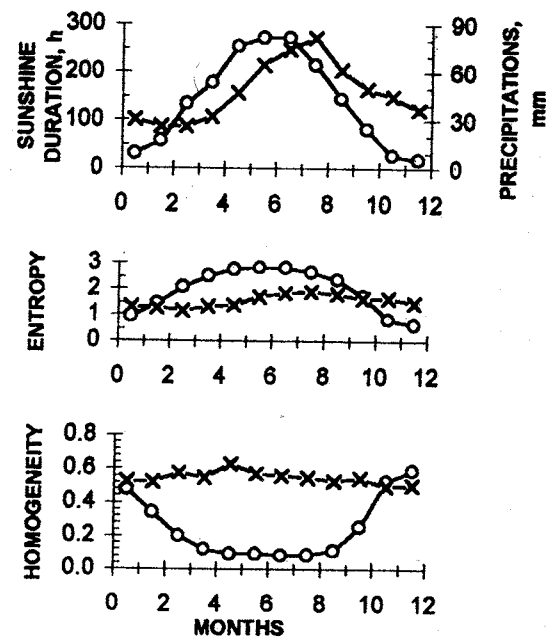 SUNSHINE
DURATION, h
300
200
100
0
90
60
30
0
PRECIPITATIONS,
mm
0 2 4 6 8 10 12
ENTROPY
3
2
1
0
0 2 4 6 8 10 12
HOMOGENEITY
0.8
0.6
0.4
0.2
0.0
0 2 4 6 8 10 12
MONTHS